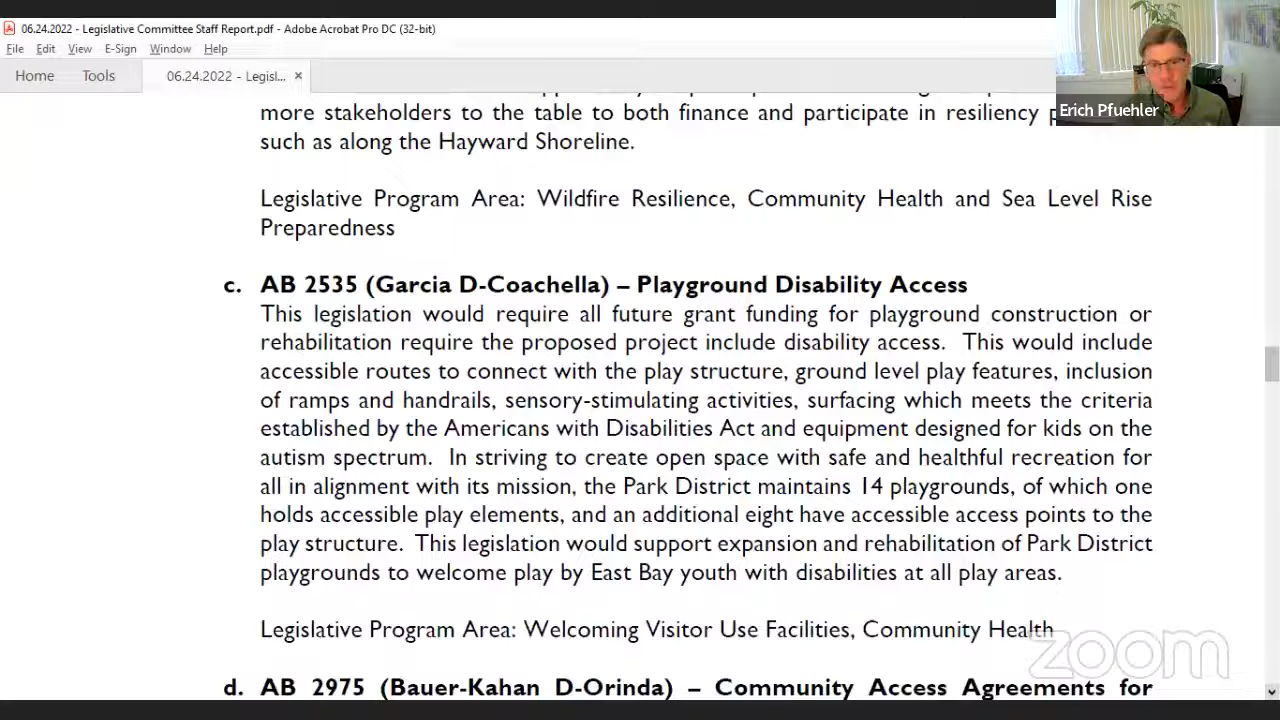 06.24.2022 - Legislative Committee Staff Report.pdf - Adobe Acrobat Pro DC (32-bit)
File Edit View E-Sign Window Help
Home Tools 06.24.2022 - Legisl... ×
Erich Pfuehler
more stakeholders to the table to both finance and participate in resiliency
such as along the Hayward Shoreline.
Legislative Program Area: Wildfire Resilience, Community Health and Sea Level Rise
Preparedness
c. AB 2535 (Garcia D-Coachella) – Playground Disability Access
This legislation would require all future grant funding for playground construction or
rehabilitation require the proposed project include disability access. This would include
accessible routes to connect with the play structure, ground level play features, inclusion
of ramps and handrails, sensory-stimulating activities, surfacing which meets the criteria
established by the Americans with Disabilities Act and equipment designed for kids on the
autism spectrum. In striving to create open space with safe and healthful recreation for
all in alignment with its mission, the Park District maintains 14 playgrounds, of which one
holds accessible play elements, and an additional eight have accessible access points to the
play structure. This legislation would support expansion and rehabilitation of Park District
playgrounds to welcome play by East Bay youth with disabilities at all play areas.
Legislative Program Area: Welcoming Visitor Use Facilities, Community Health
zoom
d. AB 2975 (Bauer-Kahan D-Orinda) – Community Access Agreements for